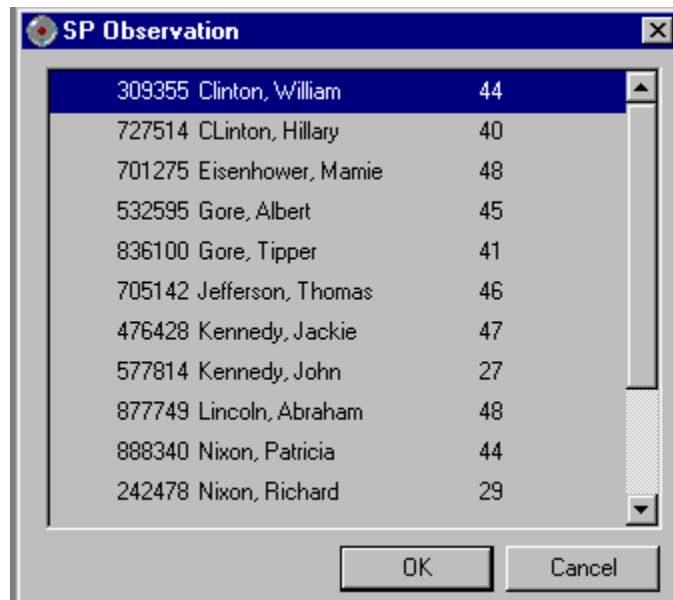 SP Observation
309355 Clinton, William 44
727514 CLinton, Hillary 40
701275 Eisenhower, Mamie 48
532595 Gore, Albert 45
836100 Gore, Tipper 41
705142 Jefferson, Thomas 46
476428 Kennedy, Jackie 47
577814 Kennedy, John 27
877749 Lincoln, Abraham 48
888340 Nixon, Patricia 44
242478 Nixon, Richard 29
OK Cancel